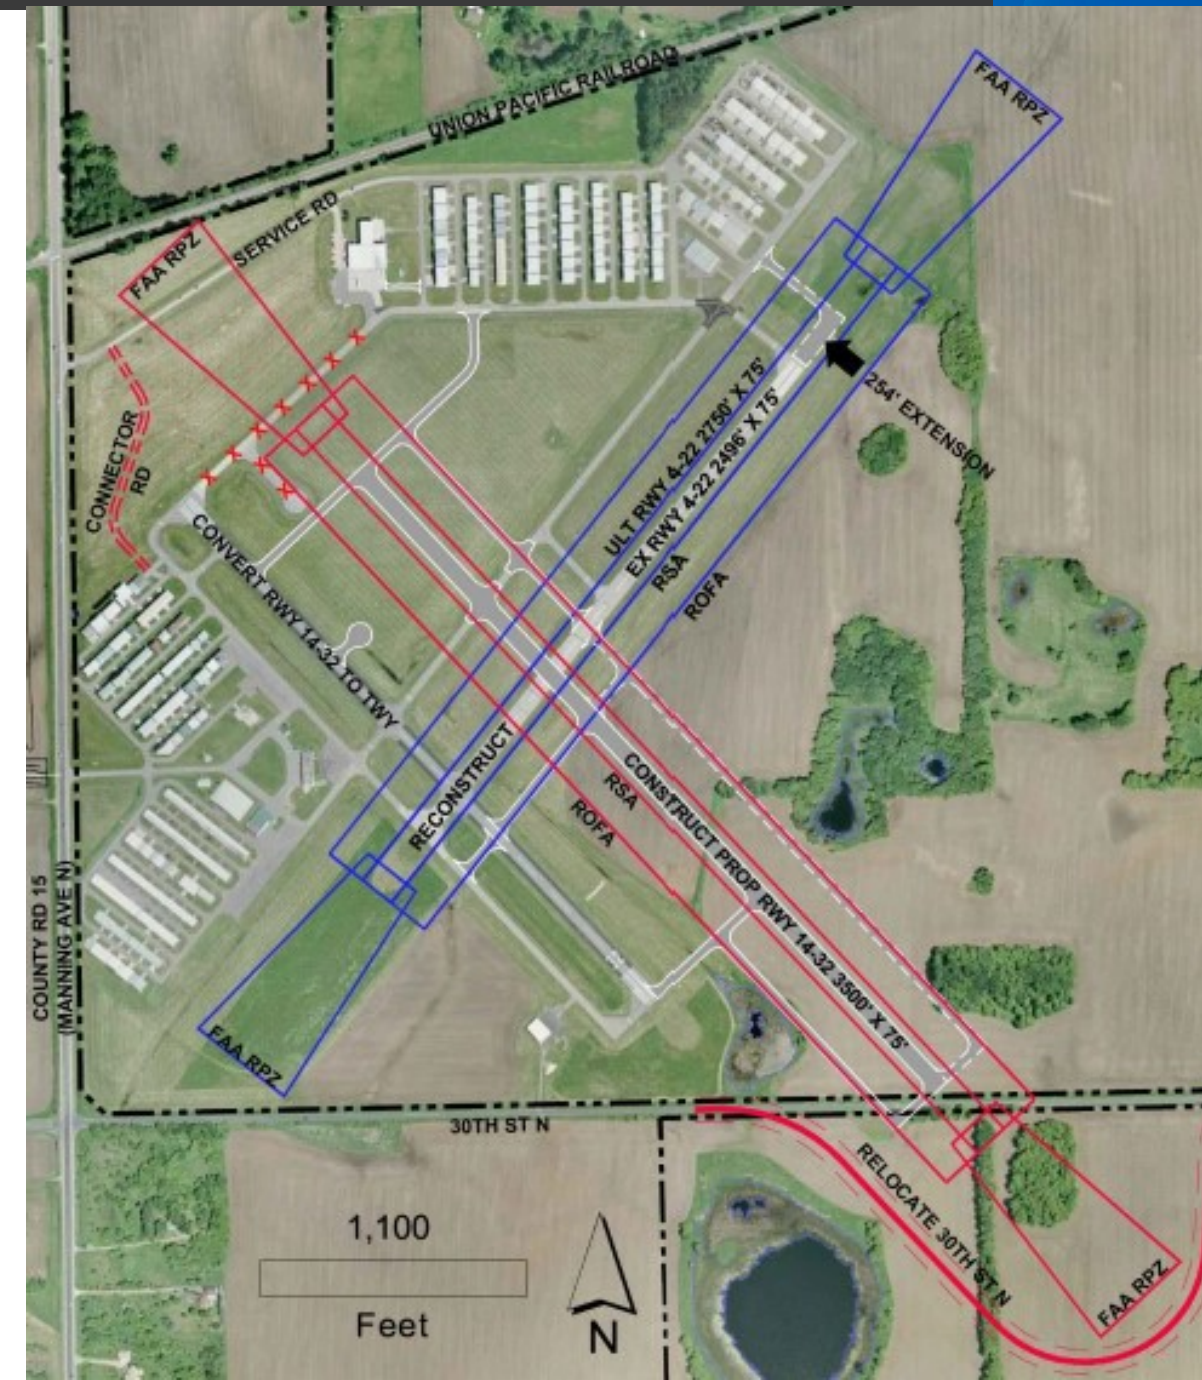 FAA RPZ
UNION PACIFIC RAILROAD
SERVICE RD
FAA RPZ
254' EXTENSION
ULT RWY 4-22 2750' X 75'
EX RWY 4-22 2496' X 75'
RSA
ROFA
CONNECTOR
RD
CONVERT RWY 14-32 TO TWY
RECONSTRUCT
CONSTRUCT PROP RWY 14-32 3500' X 75'
RSA
ROFA
COUNTY RD 15
(MANNING AVE N)
FAA RPZ
30TH ST N
RELOCATE 30TH ST N
FAA RPZ
1,100
Feet
N